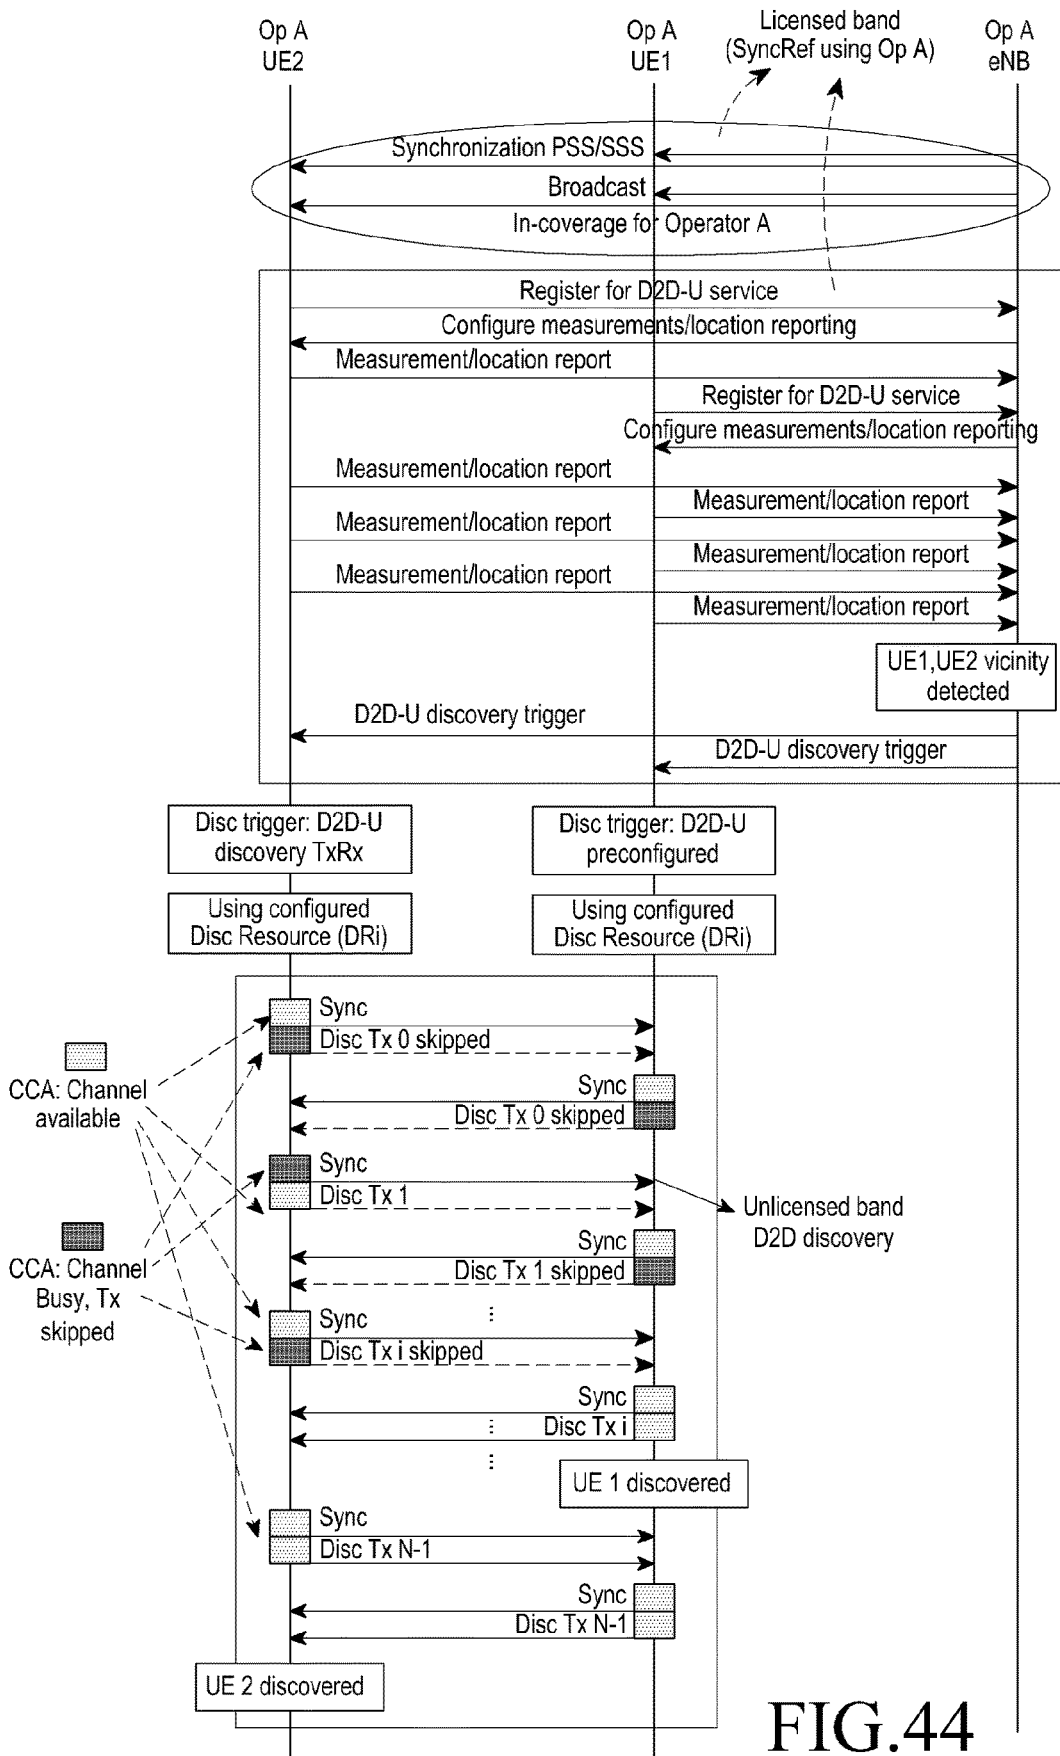 Op A
UE2
Op A
UE1
Licensed band
(SyncRef using Op A)
Op A
eNB
Synchronization PSS/SSS
Broadcast
In-coverage for Operator A
Register for D2D-U service
Configure measurements/location reporting
Measurement/location report
Register for D2D-U service
Configure measurements/location reporting
Measurement/location report
Measurement/location report
Measurement/location report
Measurement/location report
Measurement/location report
Measurement/location report
UE1,UE2 vicinity
detected
D2D-U discovery trigger
D2D-U discovery trigger
Disc trigger: D2D-U
discovery TxRx
Disc trigger: D2D-U
preconfigured
Using configured
Disc Resource (DRi)
Using configured
Disc Resource (DRi)
Sync
Disc Tx 0 skipped
CCA: Channel
available
Sync
Disc Tx 0 skipped
Sync
Disc Tx 1
Unlicensed band
D2D discovery
CCA: Channel
Busy, Tx
skipped
Sync
Disc Tx 1 skipped
...
Sync
Disc Tx i skipped
Sync
...
Disc Tx i
...
UE 1 discovered
Sync
Disc Tx N-1
Sync
Disc Tx N-1
UE 2 discovered
FIG.44